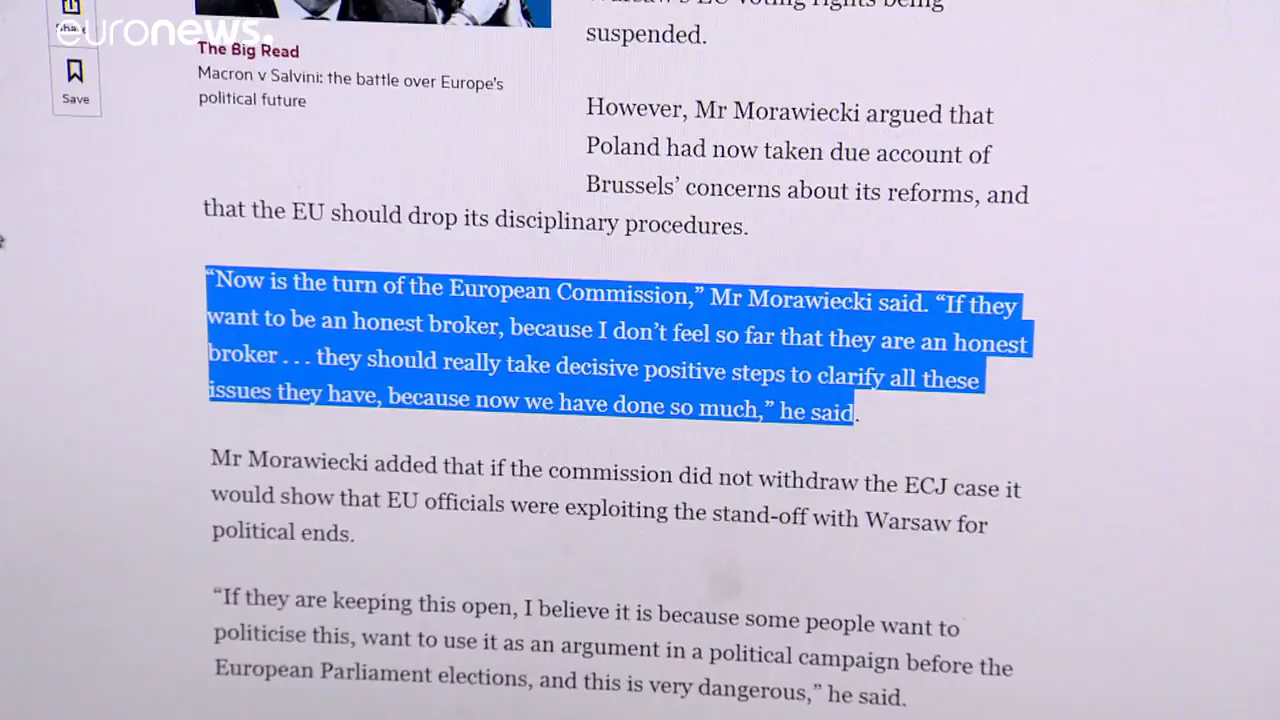 euronews.
Share
Save
The Big Read
Macron v Salvini: the battle over Europe's
political future
Warsaw's EU voting rights being
suspended.
However, Mr Morawiecki argued that
Poland had now taken due account of
Brussels' concerns about its reforms, and
that the EU should drop its disciplinary procedures.
“Now is the turn of the European Commission,” Mr Morawiecki said. “If they
want to be an honest broker, because I don't feel so far that they are an honest
broker . . . they should really take decisive positive steps to clarify all these
issues they have, because now we have done so much,” he said.
Mr Morawiecki added that if the commission did not withdraw the ECJ case it
would show that EU officials were exploiting the stand-off with Warsaw for
political ends.
“If they are keeping this open, I believe it is because some people want to
politicise this, want to use it as an argument in a political campaign before the
European Parliament elections, and this is very dangerous,” he said.